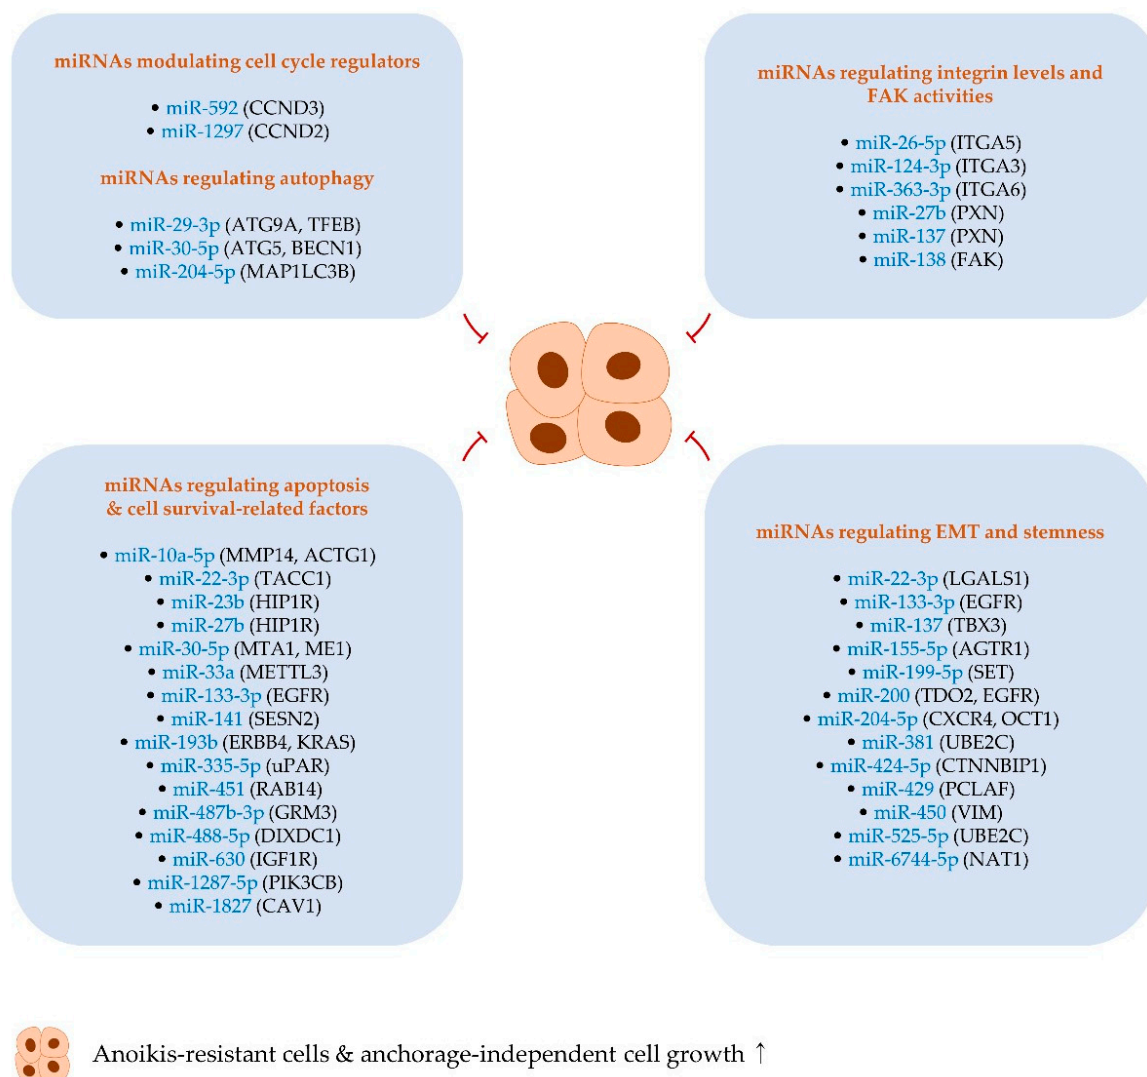 miRNAs modulating cell cycle regulators
• miR-592 (CCND3)
• miR-1297 (CCND2)
miRNAs regulating autophagy
• miR-29-3p (ATG9A, TFEB)
• miR-30-5p (ATG5, BECN1)
• miR-204-5p (MAP1LC3B)
miRNAs regulating integrin levels and
FAK activities
• miR-26-5p (ITGA5)
• miR-124-3p (ITGA3)
• miR-363-3p (ITGA6)
• miR-27b (PXN)
• miR-137 (PXN)
• miR-138 (FAK)
miRNAs regulating apoptosis
& cell survival-related factors
• miR-10a-5p (MMP14, ACTG1)
• miR-22-3p (TACC1)
• miR-23b (HIP1R)
• miR-27b (HIP1R)
• miR-30-5p (MTA1, ME1)
• miR-33a (METTL3)
• miR-133-3p (EGFR)
• miR-141 (SESN2)
• miR-193b (ERBB4, KRAS)
• miR-335-5p (uPAR)
• miR-451 (RAB14)
• miR-487b-3p (GRM3)
• miR-488-5p (DIXDC1)
• miR-630 (IGF1R)
• miR-1287-5p (PIK3CB)
• miR-1827 (CAV1)
miRNAs regulating EMT and stemness
• miR-22-3p (LGALS1)
• miR-133-3p (EGFR)
• miR-137 (TBX3)
• miR-155-5p (AGTR1)
• miR-199-5p (SET)
• miR-200 (TDO2, EGFR)
• miR-204-5p (CXCR4, OCT1)
• miR-381 (UBE2C)
• miR-424-5p (CTNNBIP1)
• miR-429 (PCLAF)
• miR-450 (VIM)
• miR-525-5p (UBE2C)
• miR-6744-5p (NAT1)
Anoikis-resistant cells & anchorage-independent cell growth ↑